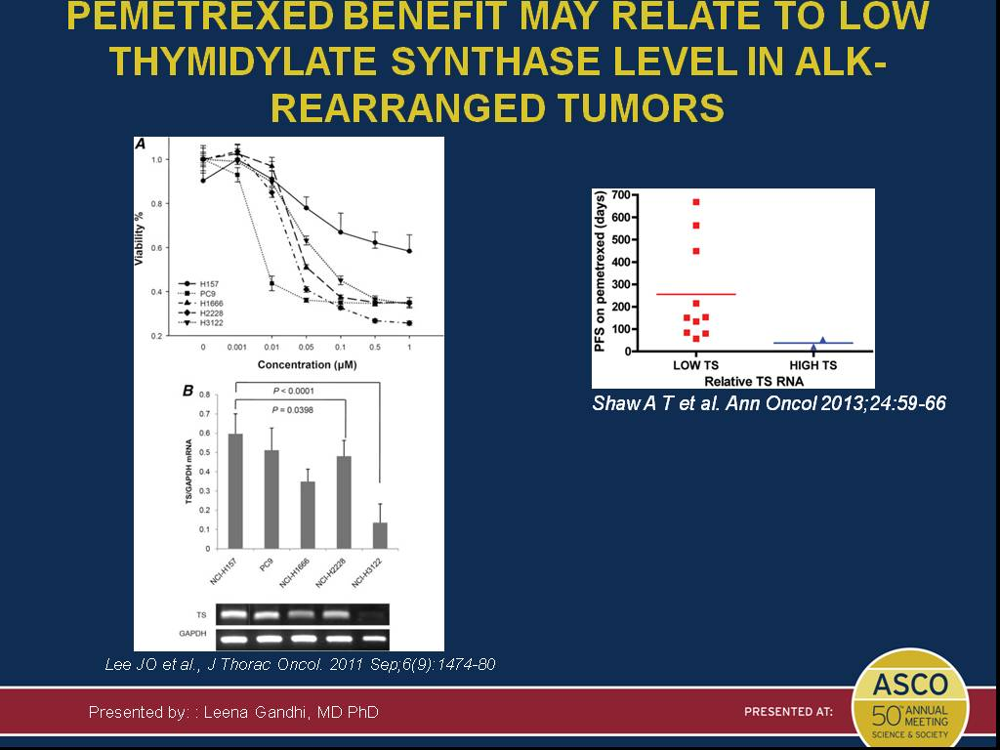 PEMETREXED BENEFIT MAY RELATE TO LOW
THYMIDYLATE SYNTHASE LEVEL IN ALK-
REARRANGED TUMORS
A
Viability %
1.0
0.8
0.6
0.4
0.2
H157
PC9
H1666
H2228
H3122
0 0.001 0.01 0.05 0.1 0.5 1
Concentration (µM)
B
P < 0.0001
P = 0.0398
TS/GAPDH mRNA
0.8
0.7
0.6
0.5
0.4
0.3
0.2
0.1
0
NCI-H157 PC9 NCI-H1666 NCI-H2228 NCI-H3122
TS
GAPDH
Lee JO et al., J Thorac Oncol. 2011 Sep;6(9):1474-80
PFS on pemetrexed (days)
700
600
500
400
300
200
100
0
LOW TS HIGH TS
Relative TS RNA
Shaw A T et al. Ann Oncol 2013;24:59-66
Presented by: : Leena Gandhi, MD PhD
PRESENTED AT:
ASCO
50TH ANNUAL
MEETING
SCIENCE & SOCIETY